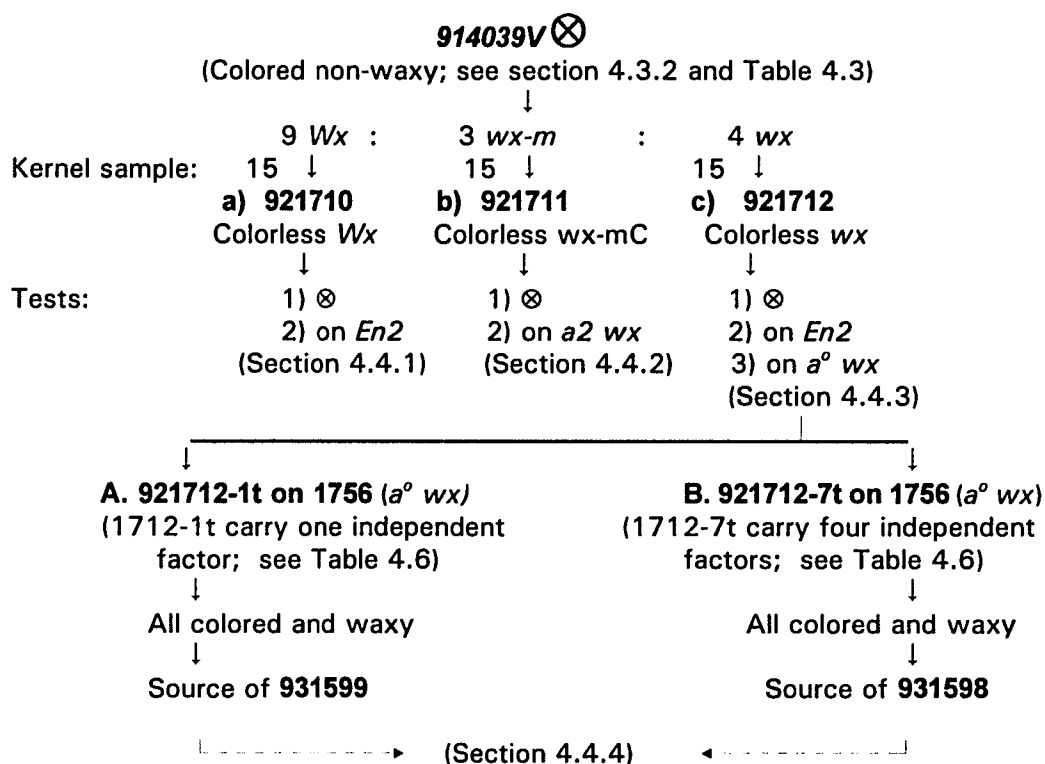 914039V ⊗
(Colored non-waxy; see section 4.3.2 and Table 4.3)
↓
9 Wx : 3 wx-m : 4 wx
Kernel sample: 15 ↓ 15 ↓ 15 ↓
a) 921710 b) 921711 c) 921712
Colorless Wx Colorless wx-mC Colorless wx
↓ ↓ ↓
Tests: 1) ⊗ 1) ⊗ 1) ⊗
2) on En2 2) on a2 wx 2) on En2
(Section 4.4.1) (Section 4.4.2) 3) on aº wx
(Section 4.4.3)
↓ ↓
A. 921712-1t on 1756 (aº wx) B. 921712-7t on 1756 (aº wx)
(1712-1t carry one independent (1712-7t carry four independent
factor; see Table 4.6) factors; see Table 4.6)
↓ ↓
All colored and waxy All colored and waxy
↓ ↓
Source of 931599 Source of 931598
(Section 4.4.4)